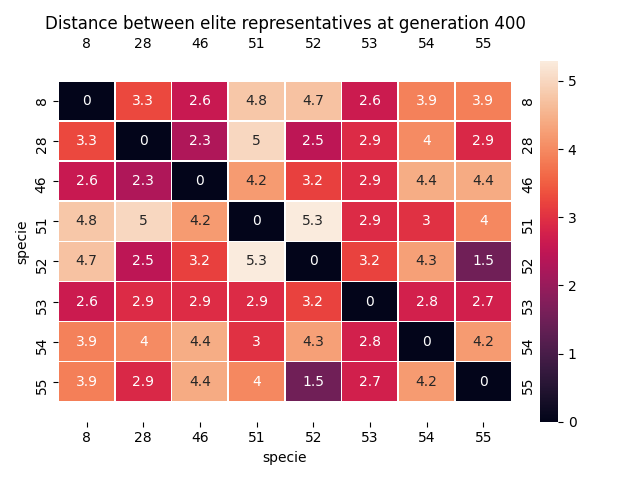 Distance between elite representatives at generation 400
8 28 46 51 52 53 54 55
8 0 3.3 2.6 4.8 4.7 2.6 3.9 3.9 8
28 3.3 0 2.3 5 2.5 2.9 4 2.9 28
46 2.6 2.3 0 4.2 3.2 2.9 4.4 4.4 46
51 4.8 5 4.2 0 5.3 2.9 3 4 51
52 4.7 2.5 3.2 5.3 0 3.2 4.3 1.5 52
53 2.6 2.9 2.9 2.9 3.2 0 2.8 2.7 53
54 3.9 4 4.4 3 4.3 2.8 0 4.2 54
55 3.9 2.9 4.4 4 1.5 2.7 4.2 0 55
8 28 46 51 52 53 54 55
specie
specie
5
4
3
2
1
0